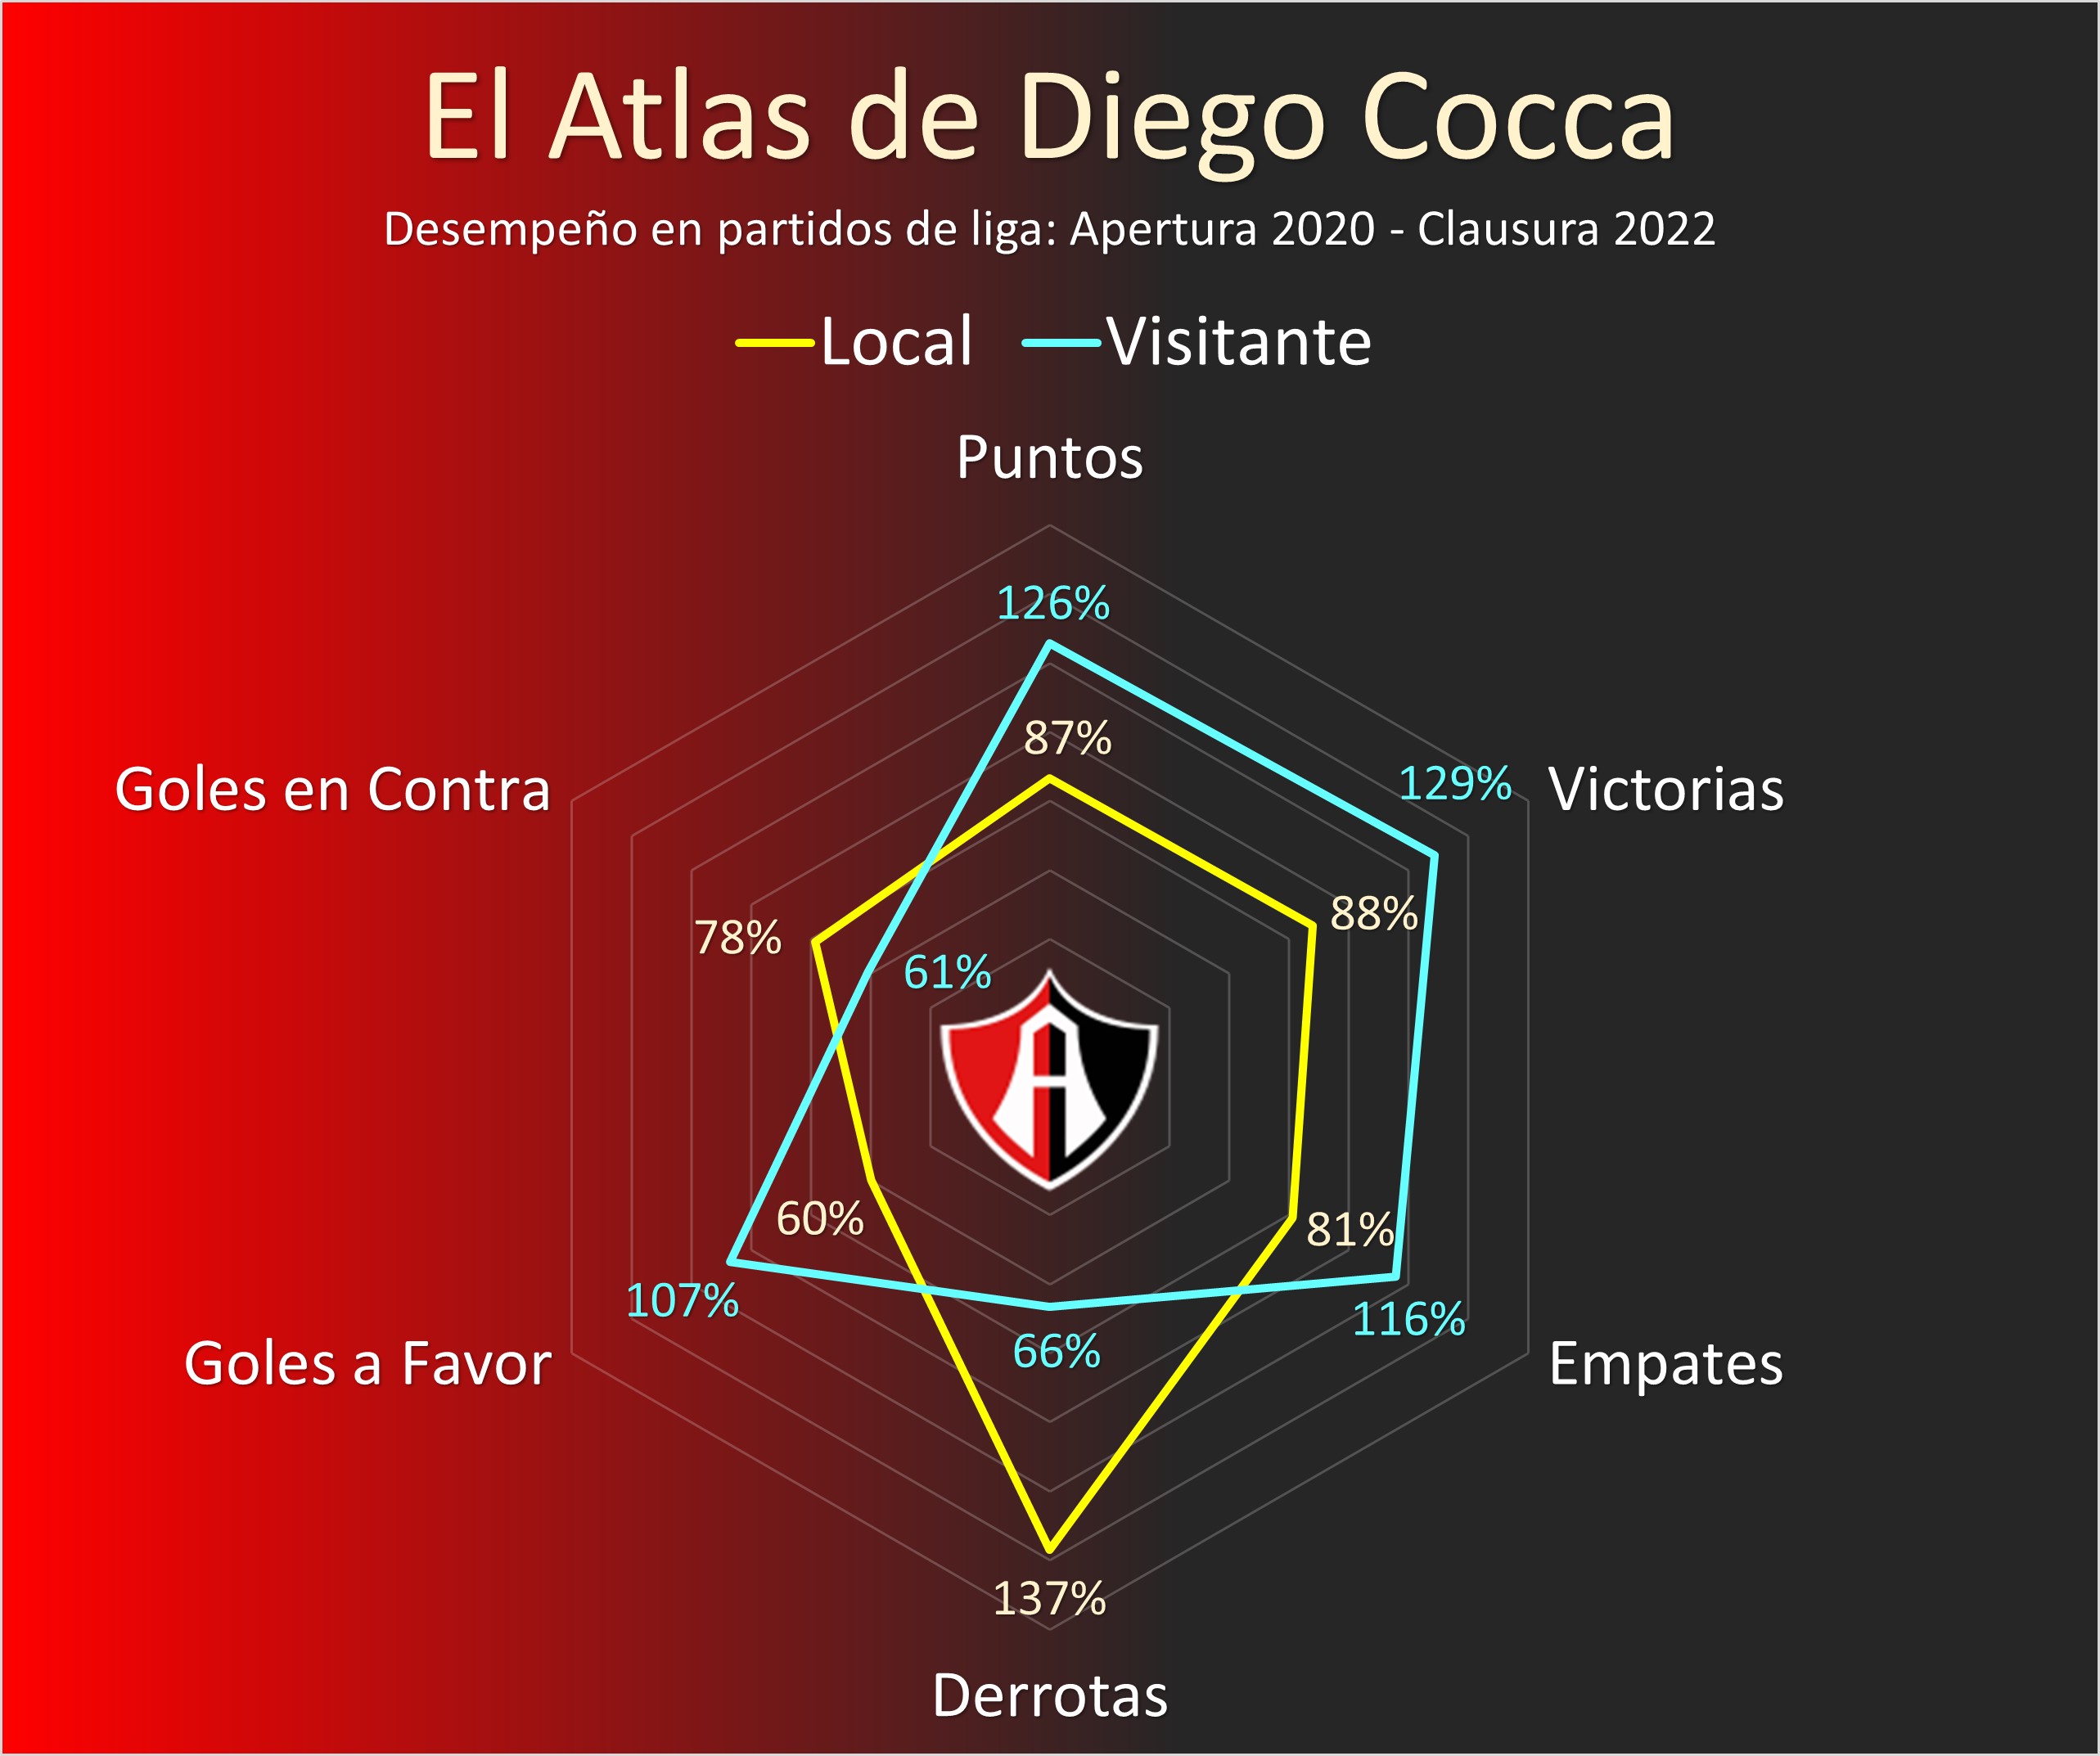 El Atlas de Diego Cocca
Desempeño en partidos de liga: Apertura 2020 - Clausura 2022
Local Visitante
Puntos
126%
87%
Goles en Contra
129% Victorias
88%
78%
61%
A
60%
81%
107%
116%
66%
Goles a Favor
Empates
137%
Derrotas